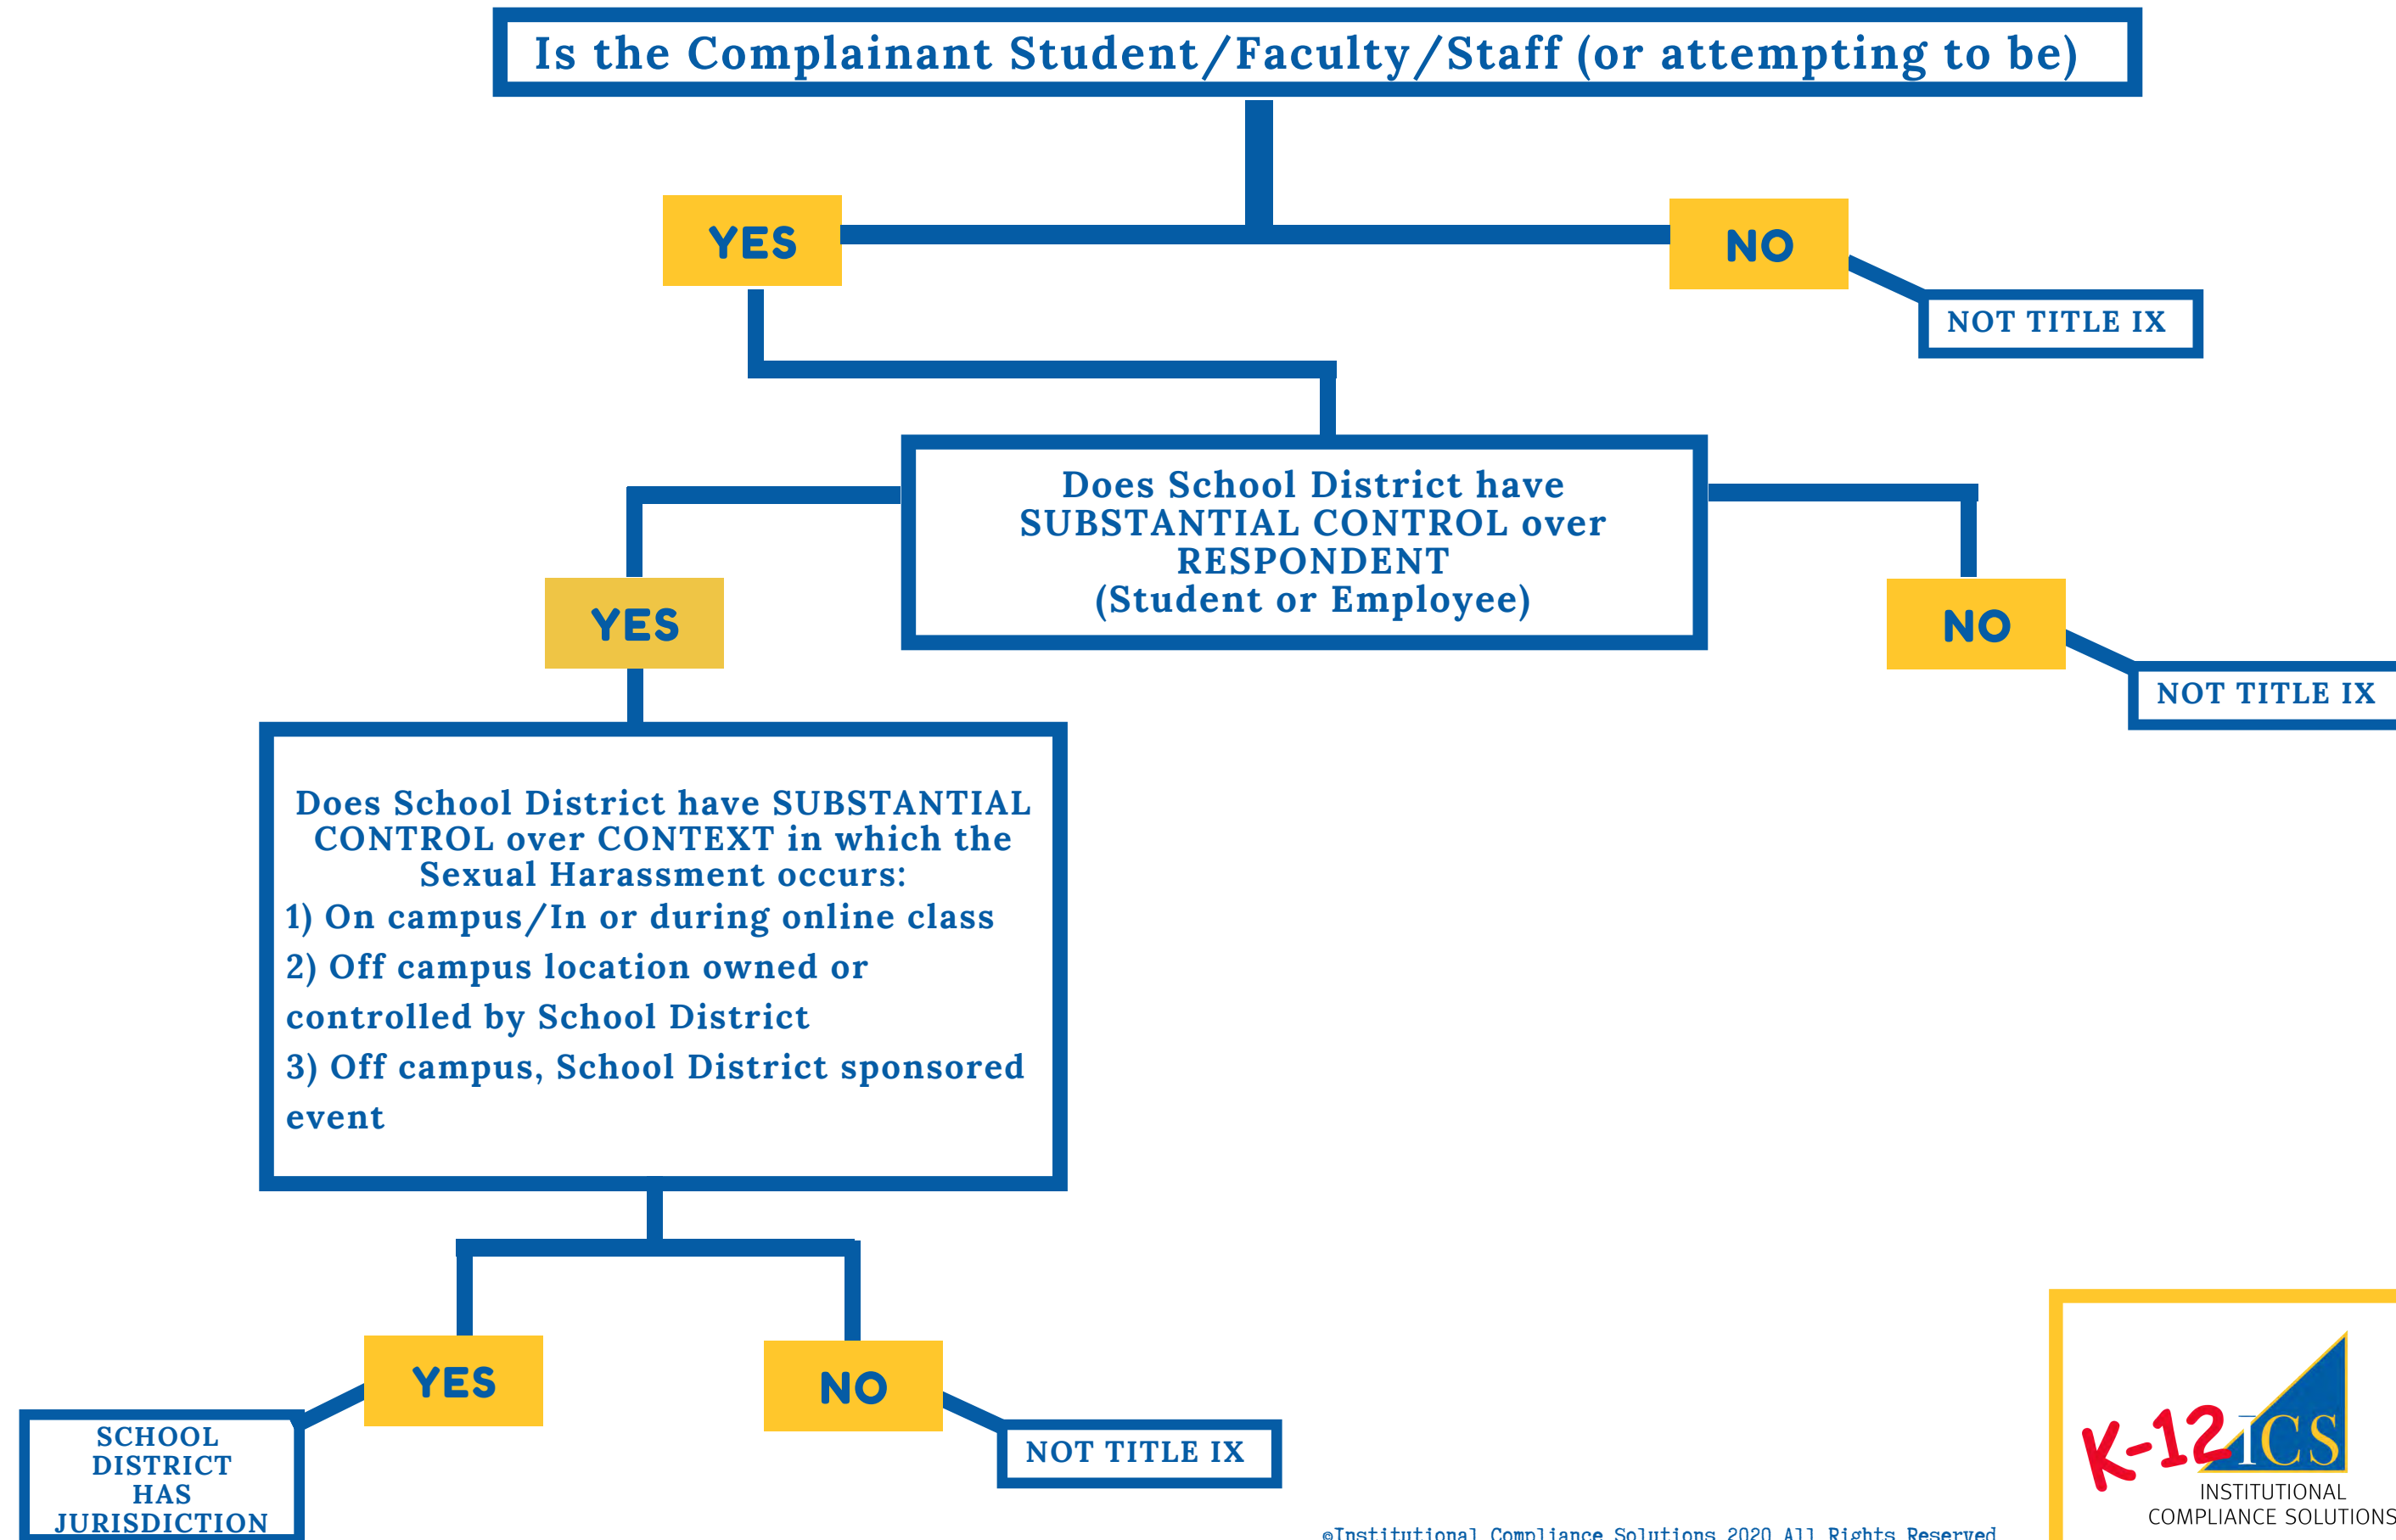 Is the Complainant Student/Faculty/Staff (or attempting to be)
YES
NO
NOT TITLE IX
Does School District have
SUBSTANTIAL CONTROL over
RESPONDENT
(Student or Employee)
YES
NO
NOT TITLE IX
Does School District have SUBSTANTIAL
CONTROL over CONTEXT in which the
Sexual Harassment occurs:
1) On campus/In or during online class
2) Off campus location owned or
controlled by School District
3) Off campus, School District sponsored
event
YES
NO
SCHOOL
DISTRICT
HAS
JURISDICTION
NOT TITLE IX
K-12
ICS
INSTITUTIONAL
COMPLIANCE SOLUTIONS
©Institutional Compliance Solutions 2020 All Rights Reserved